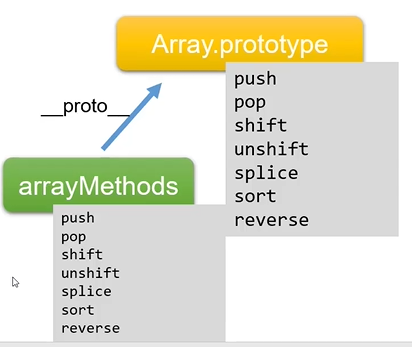 Array.prototype
push
pop
shift
unshift
splice
sort
reverse
__proto__
arrayMethods
push
pop
shift
unshift
splice
sort
reverse